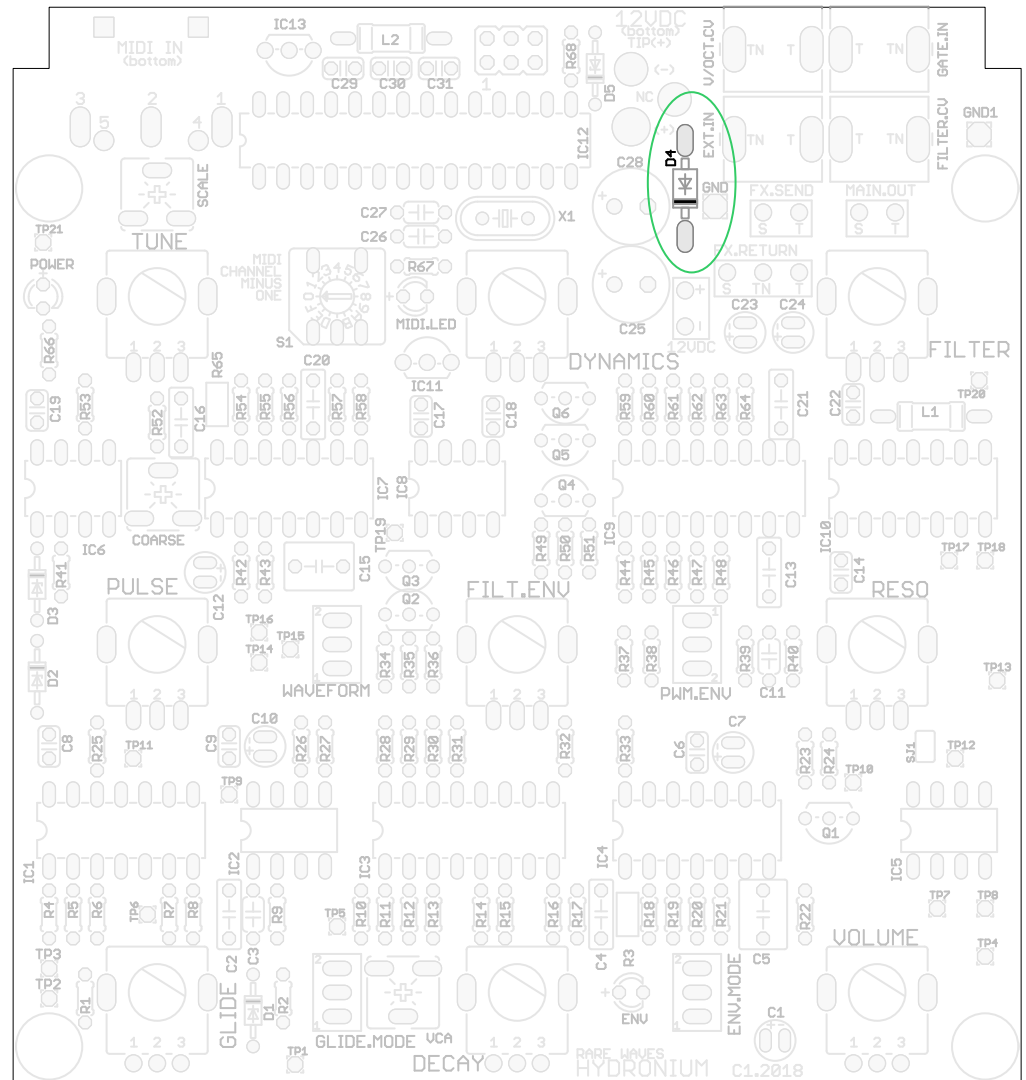 12VDC
(bottom)
TIP(+)
IC13
L2
MIDI IN
(bottom)
R68
(-)
V/OCT.CV
TN T
T TN
GATE.IN
C29 C30 C31
1
D5
NC
3 2 1
5 4
IC12
(+)
EXT.IN
TN T
T TN
FILTER.CV
GND1
D4
C28
SCALE
GND
FX.SEND
MAIN.OUT
C27
X1
S T
S T
TP21
TUNE
C26
FX.RETURN
POWER
MIDI
CHANNEL
MINUS
ONE
0123456789ABCDEF
R67
S TN T
C23 C24
MIDI.LED
C25
12VDC
R66
1 2 3
S1
1 2 3
1 2 3
FILTER
C20
IC11
DYNAMICS
R65
TP20
C19
R53
R52
C16
R54
R55
R56
R57
R58
C17
C18
Q6
R59
R60
R61
R62
R63
R64
C21
C22
L1
Q5
IC7
IC8
Q4
IC9
IC10
COARSE
IC6
TP19
R49
R50
R51
TP17 TP18
R41
R42
R43
C15
Q3
R44
R45
R46
R47
R48
C13
C14
D3
PULSE
C12
Q2
FILT.ENV
RESO
TP16
TP15
TP14
2
1
WAVEFORM
R34
R35
R36
R37
R38
1
2
PWM.ENV
R39
R40
C11
D2
TP13
1 2 3
1 2 3
1 2 3
C8
R25
TP11
C9
C10
R26
R27
R28
R29
R30
R31
R32
R33
C6
C7
R23
R24
SJ1
TP12
TP9
TP10
Q1
IC1
IC2
IC3
IC4
IC5
R4
R5
R6
TP6
R7
R8
C2
C3
R9
TP5
R10
R11
R12
R13
R14
R15
R16
R17
C4
R3
R18
R19
R20
R21
C5
R22
TP7 TP8
TP3
TP2
VOLUME
TP4
R1
GLIDE
D1
R2
2
1
GLIDE.MODE
VCA
ENV
2
1
ENV.MODE
C1
1 2 3
TP1
1 2 3
DECAY
1 2 3
RARE WAVES
HYDRONIUM C1.2018